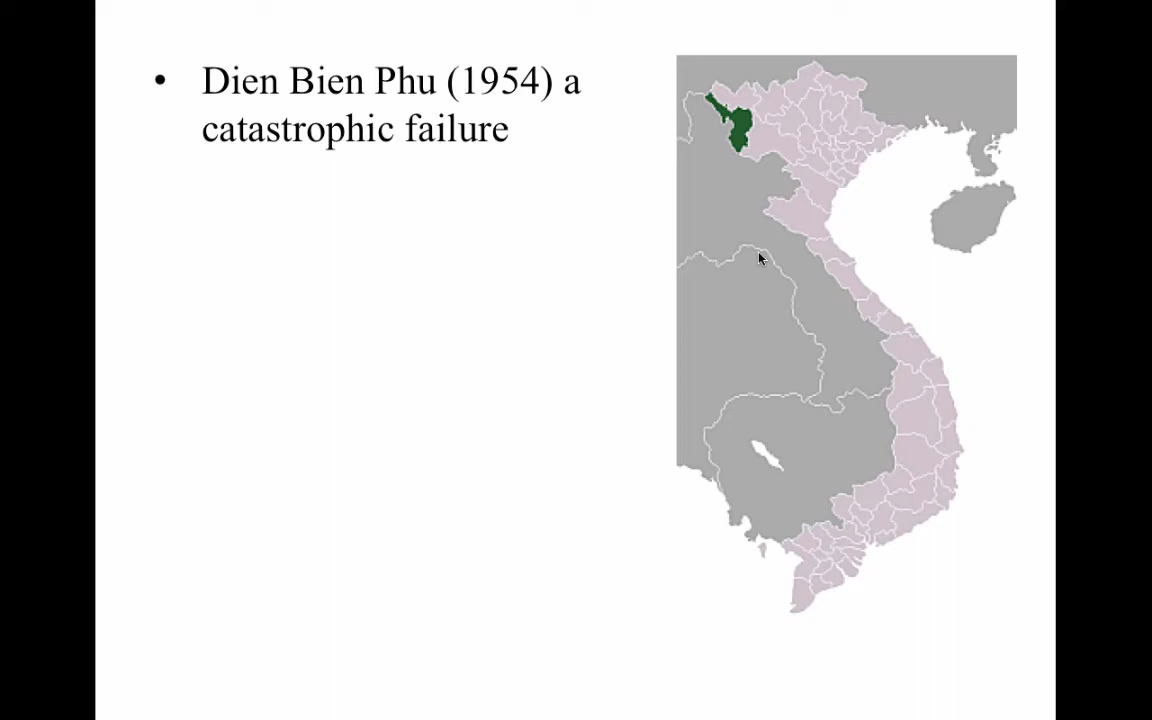 • Dien Bien Phu (1954) a
catastrophic failure